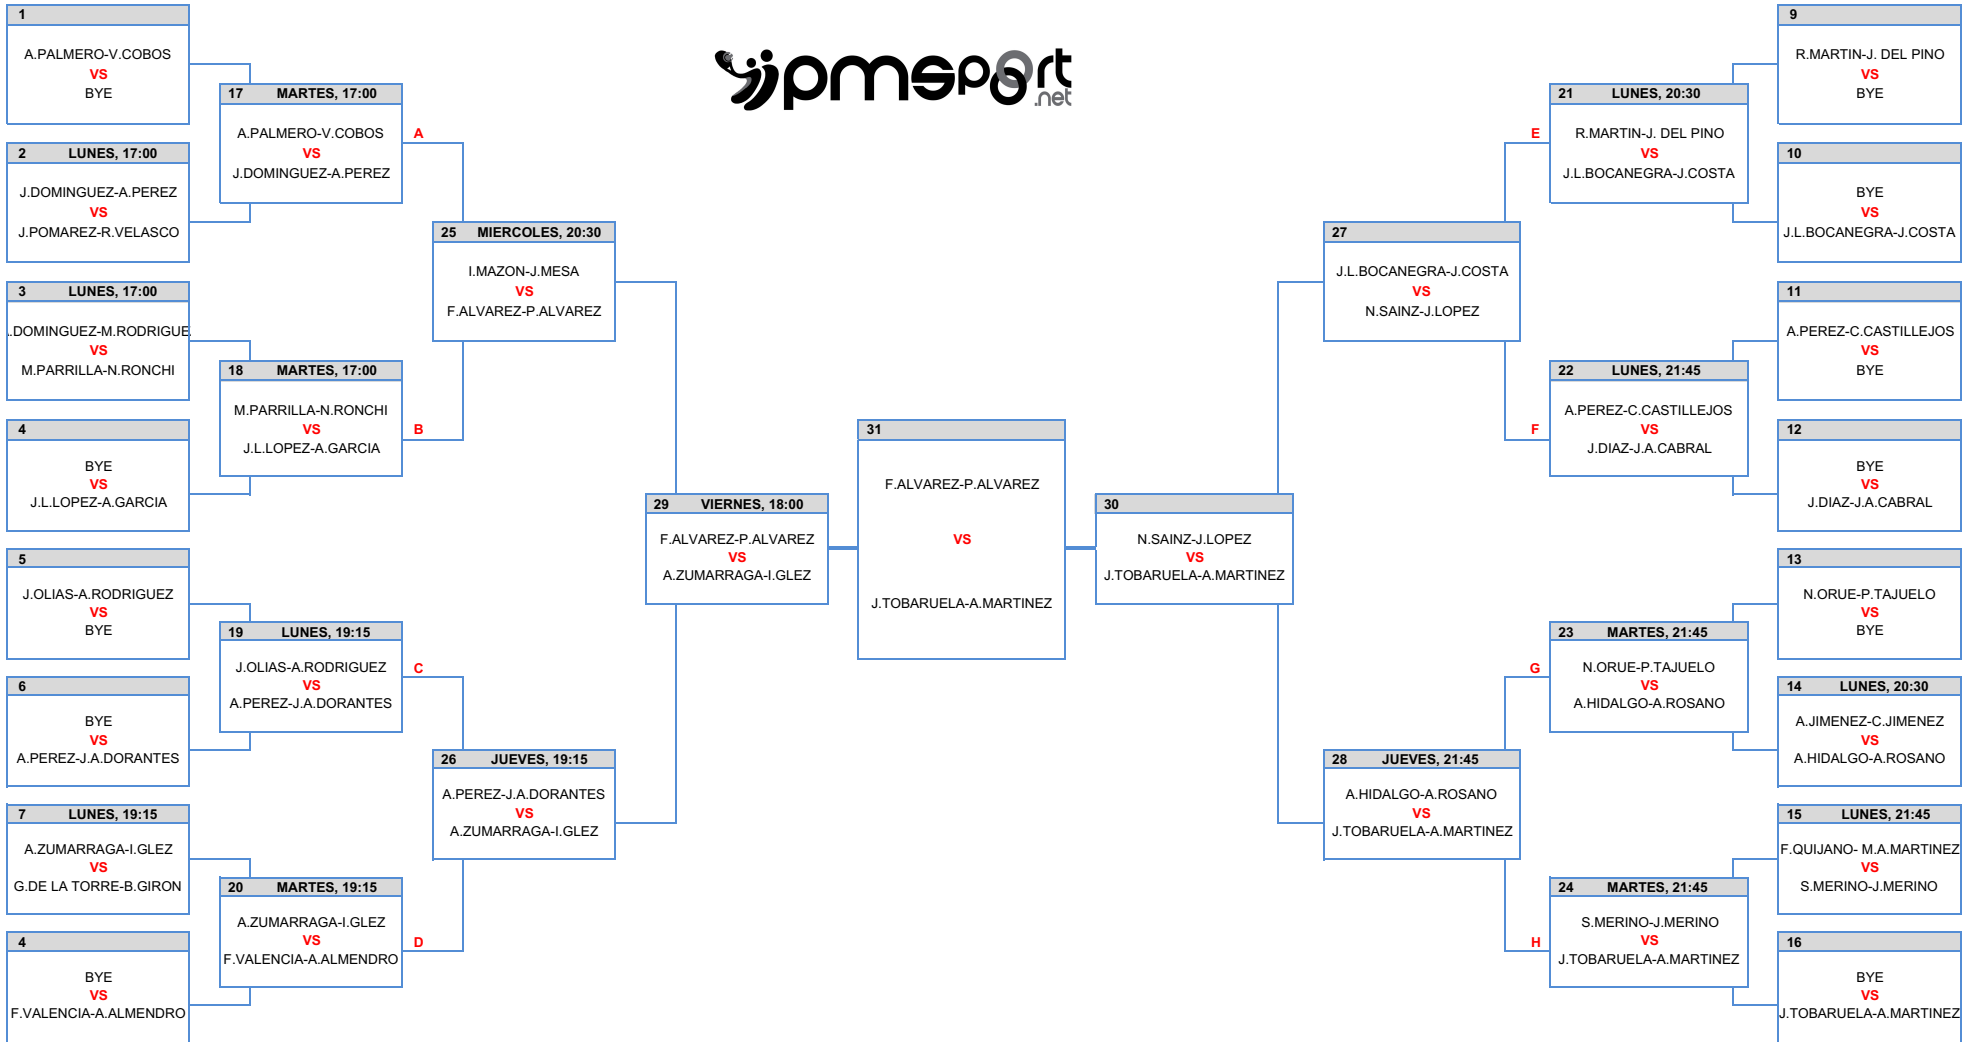 jpmsport
.net
1
A.PALMERO-V.COBOS
VS
BYE
2 LUNES, 17:00
J.DOMINGUEZ-A.PEREZ
VS
J.POMAREZ-R.VELASCO
3 LUNES, 17:00
.DOMINGUEZ-M.RODRIGUE
VS
M.PARRILLA-N.RONCHI
4
BYE
VS
J.L.LOPEZ-A.GARCIA
5
J.OLIAS-A.RODRIGUEZ
VS
BYE
6
BYE
VS
A.PEREZ-J.A.DORANTES
7 LUNES, 19:15
A.ZUMARRAGA-I.GLEZ
VS
G.DE LA TORRE-B.GIRON
4
BYE
VS
F.VALENCIA-A.ALMENDRO
17 MARTES, 17:00
A.PALMERO-V.COBOS
VS
J.DOMINGUEZ-A.PEREZ
A
18 MARTES, 17:00
M.PARRILLA-N.RONCHI
VS
J.L.LOPEZ-A.GARCIA
B
19 LUNES, 19:15
J.OLIAS-A.RODRIGUEZ
VS
A.PEREZ-J.A.DORANTES
C
20 MARTES, 19:15
A.ZUMARRAGA-I.GLEZ
VS
F.VALENCIA-A.ALMENDRO
D
25 MIERCOLES, 20:30
I.MAZON-J.MESA
VS
F.ALVAREZ-P.ALVAREZ
26 JUEVES, 19:15
A.PEREZ-J.A.DORANTES
VS
A.ZUMARRAGA-I.GLEZ
29 VIERNES, 18:00
F.ALVAREZ-P.ALVAREZ
VS
A.ZUMARRAGA-I.GLEZ
31
F.ALVAREZ-P.ALVAREZ
VS
J.TOBARUELA-A.MARTINEZ
30
N.SAINZ-J.LOPEZ
VS
J.TOBARUELA-A.MARTINEZ
27
J.L.BOCANEGRA-J.COSTA
VS
N.SAINZ-J.LOPEZ
28 JUEVES, 21:45
A.HIDALGO-A.ROSANO
VS
J.TOBARUELA-A.MARTINEZ
E
21 LUNES, 20:30
R.MARTIN-J. DEL PINO
VS
J.L.BOCANEGRA-J.COSTA
F
22 LUNES, 21:45
A.PEREZ-C.CASTILLEJOS
VS
J.DIAZ-J.A.CABRAL
G
23 MARTES, 21:45
N.ORUE-P.TAJUELO
VS
A.HIDALGO-A.ROSANO
H
24 MARTES, 21:45
S.MERINO-J.MERINO
VS
J.TOBARUELA-A.MARTINEZ
9
R.MARTIN-J. DEL PINO
VS
BYE
10
BYE
VS
J.L.BOCANEGRA-J.COSTA
11
A.PEREZ-C.CASTILLEJOS
VS
BYE
12
BYE
VS
J.DIAZ-J.A.CABRAL
13
N.ORUE-P.TAJUELO
VS
BYE
14 LUNES, 20:30
A.JIMENEZ-C.JIMENEZ
VS
A.HIDALGO-A.ROSANO
15 LUNES, 21:45
F.QUIJANO- M.A.MARTINEZ
VS
S.MERINO-J.MERINO
16
BYE
VS
J.TOBARUELA-A.MARTINEZ